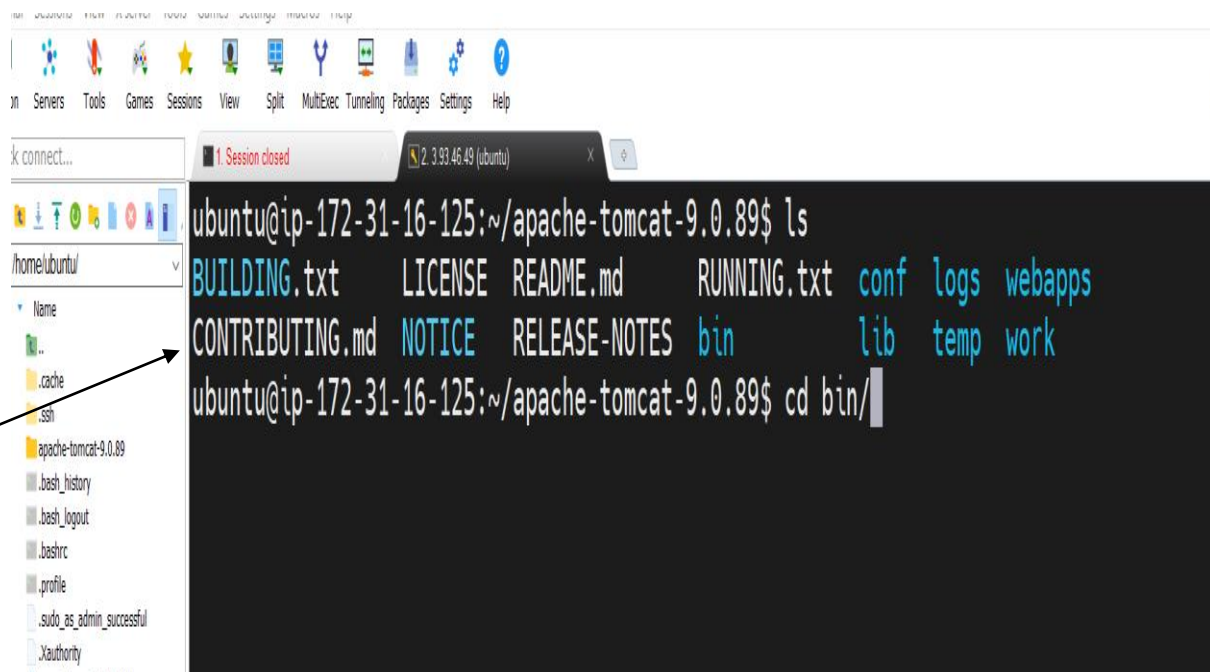 Servers Tools Games Sessions View Split MultiExec Tunneling Packages Settings Help
connect...
1. Session closed
2. 3.93.46.49 (ubuntu)
/home/ubuntu/
Name
..
.cache
.ssh
apache-tomcat-9.0.89
.bash_history
.bash_logout
.bashrc
.profile
.sudo_as_admin_successful
.Xauthority
ubuntu@ip-172-31-16-125:~/apache-tomcat-9.0.89$ ls
BUILDING.txt LICENSE README.md RUNNING.txt conf logs webapps
CONTRIBUTING.md NOTICE RELEASE-NOTES bin lib temp work
ubuntu@ip-172-31-16-125:~/apache-tomcat-9.0.89$ cd bin/